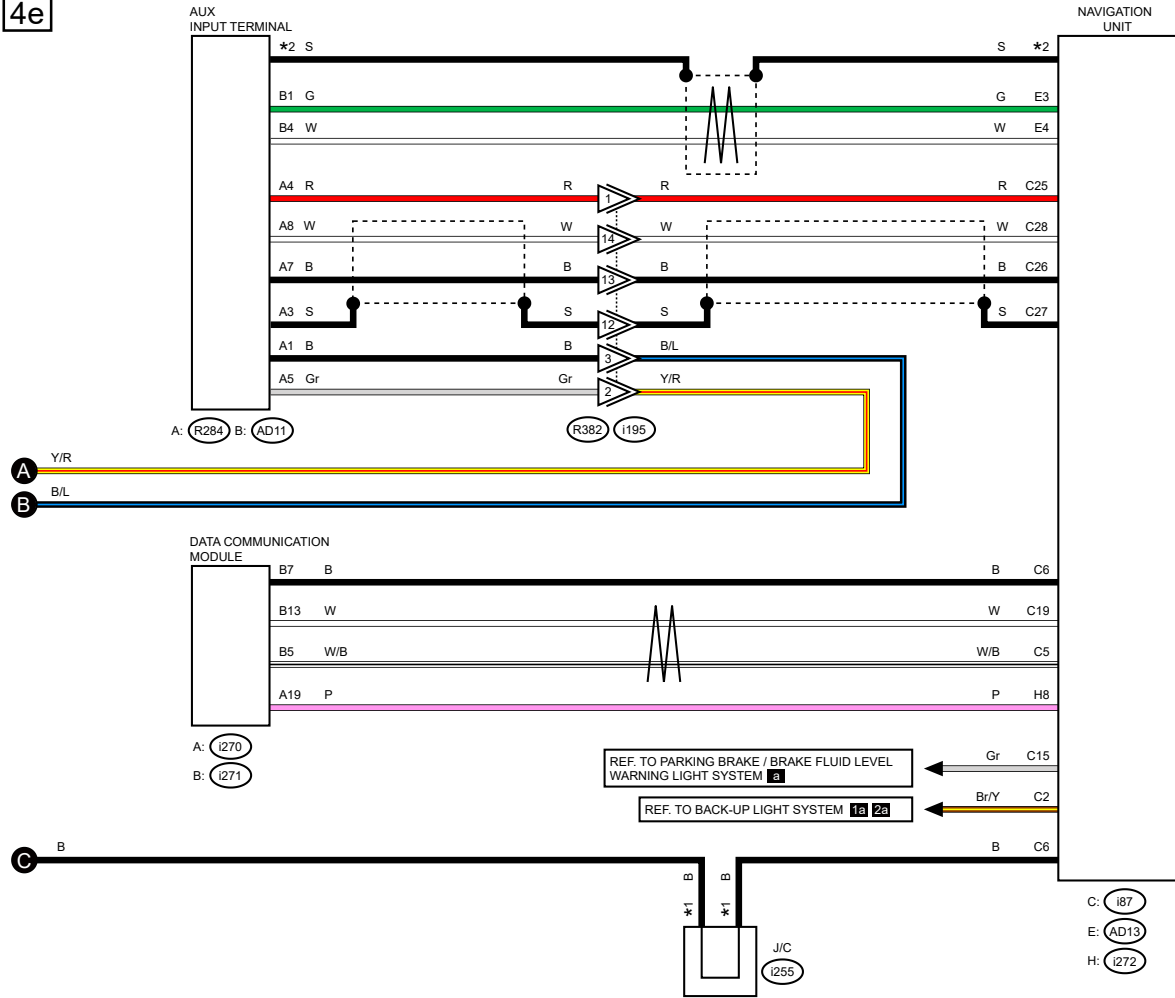 4e
AUX
INPUT TERMINAL
NAVIGATION
UNIT
*2 S S *2
B1 G G E3
B4 W W E4
A4 R R 1 R R C25
A8 W W 14 W W C28
A7 B B 13 B B C26
A3 S S 12 S S C27
A1 B B 3 B/L
A5 Gr Gr 2 Y/R
A: R284 B: AD11 R382 i195
A Y/R
B B/L
DATA COMMUNICATION
MODULE
B7 B B C6
B13 W W C19
B5 W/B W/B C5
A19 P P H8
A: i270
B: i271
REF. TO PARKING BRAKE / BRAKE FLUID LEVEL
WARNING LIGHT SYSTEM a
Gr C15
REF. TO BACK-UP LIGHT SYSTEM 1a 2a
Br/Y C2
C B B C6
B B
*1 *1
J/C
i255
C: i87
E: AD13
H: i272